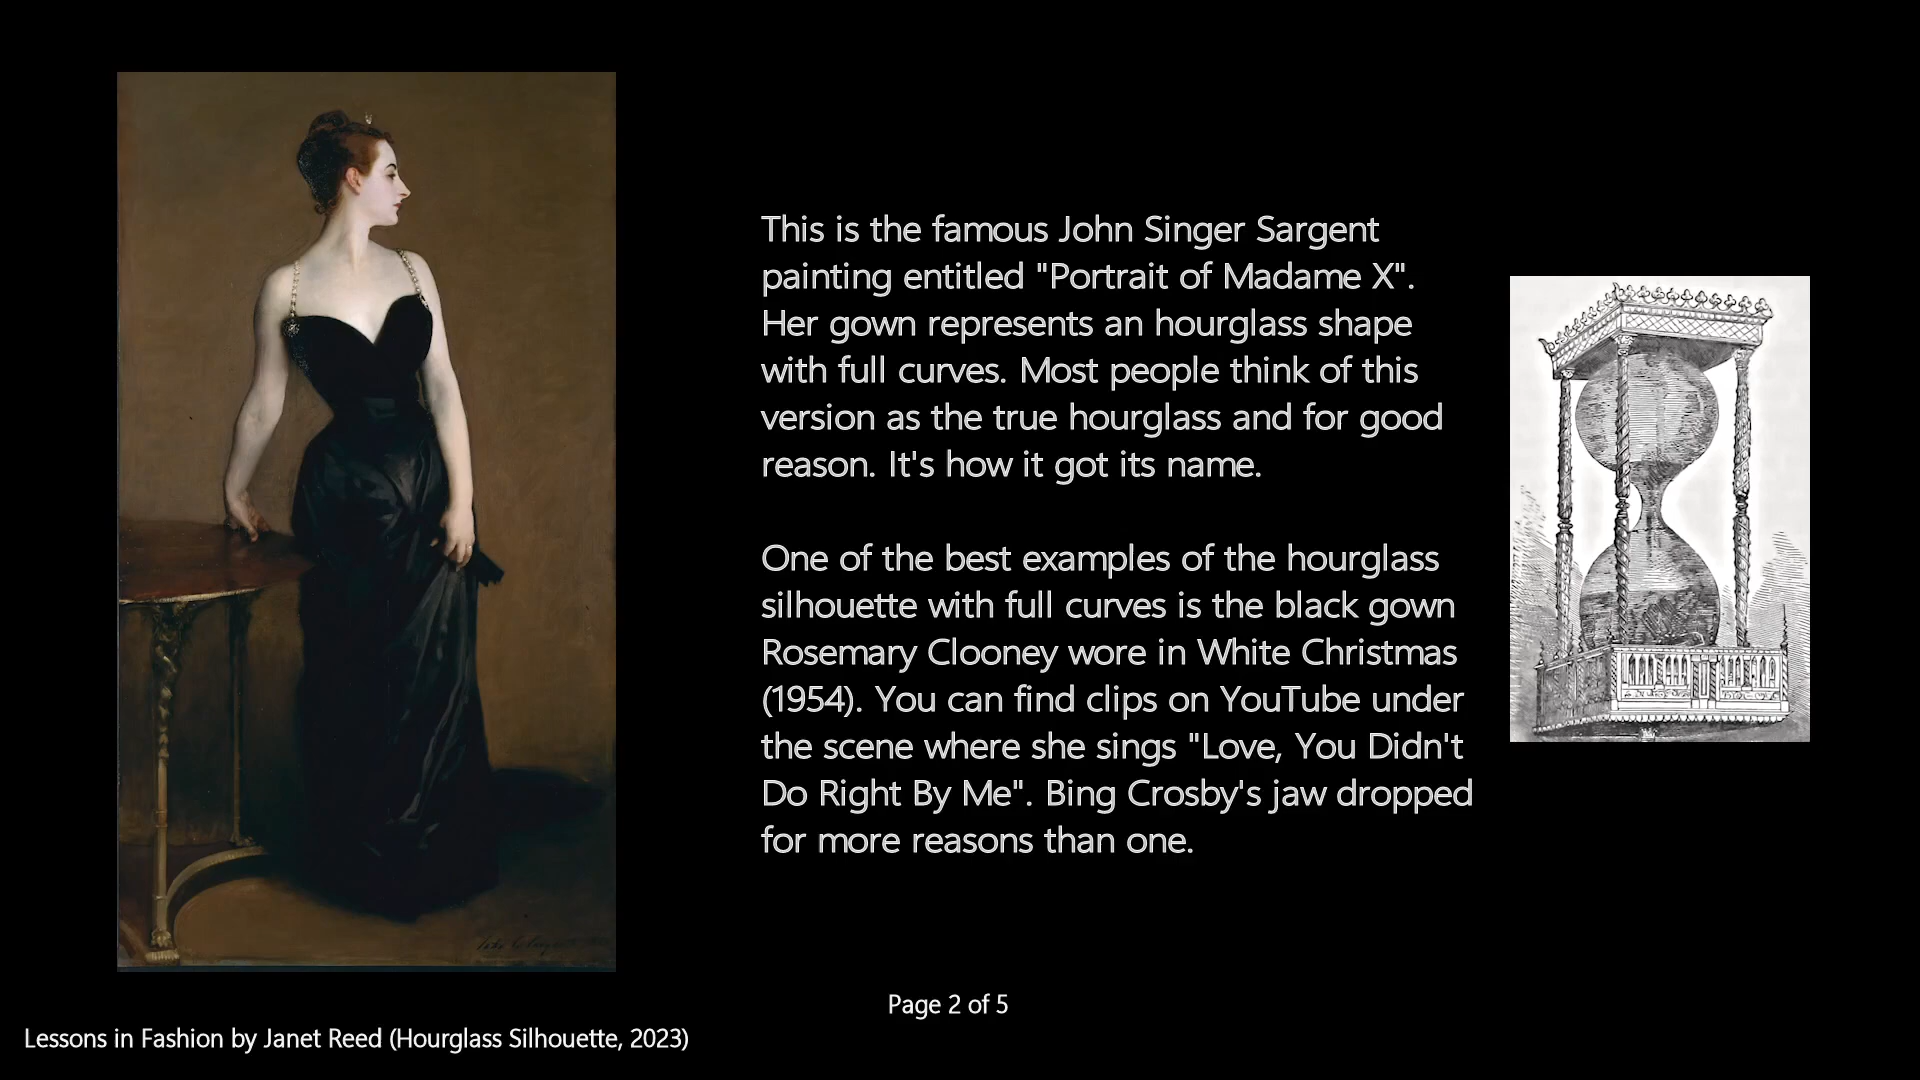 This is the famous John Singer Sargent
painting entitled "Portrait of Madame X".
Her gown represents an hourglass shape
with full curves. Most people think of this
version as the true hourglass and for good
reason. It's how it got its name.
One of the best examples of the hourglass
silhouette with full curves is the black gown
Rosemary Clooney wore in White Christmas
(1954). You can find clips on YouTube under
the scene where she sings "Love, You Didn't
Do Right By Me". Bing Crosby's jaw dropped
for more reasons than one.
Page 2 of 5
Lessons in Fashion by Janet Reed (Hourglass Silhouette, 2023)